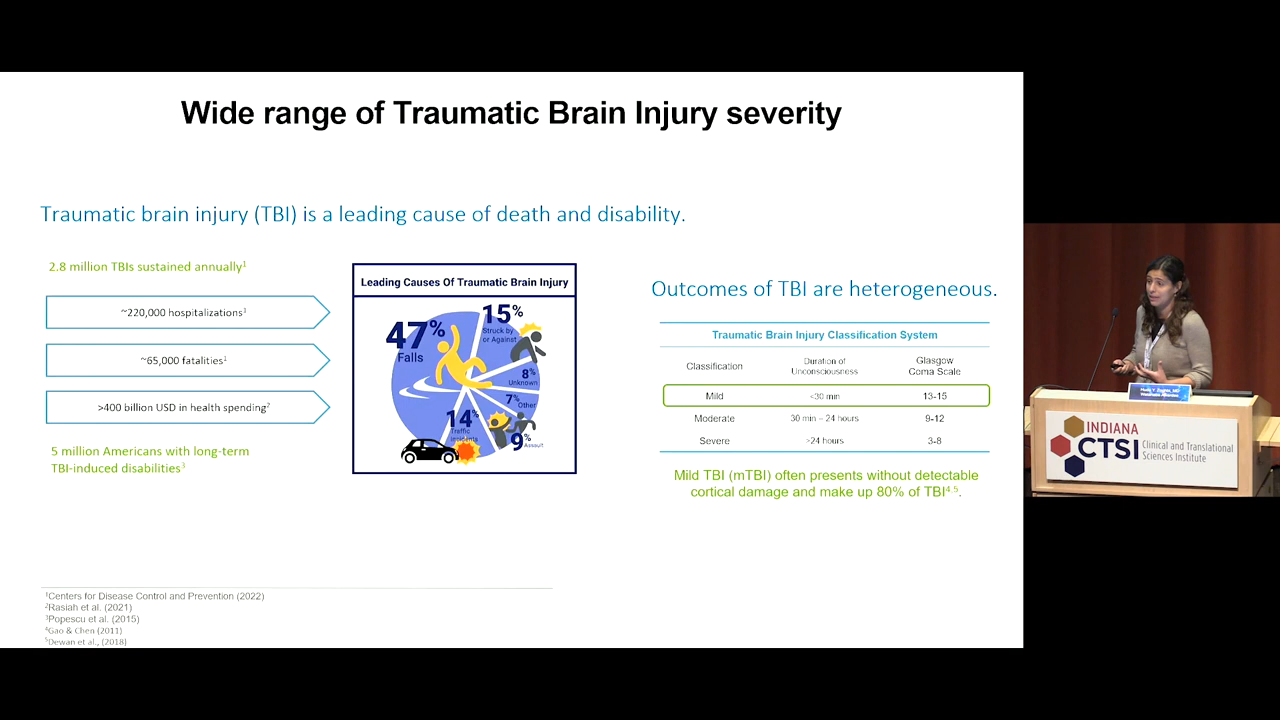 Wide range of Traumatic Brain Injury severity
Traumatic brain injury (TBI) is a leading cause of death and disability.
2.8 million TBIs sustained annually¹
~220,000 hospitalizations¹
~65,000 fatalities¹
>400 billion USD in health spending²
5 million Americans with long-term
TBI-induced disabilities³
Leading Causes Of Traumatic Brain Injury
47%
Falls
15%
Struck by
or Against
8%
Unknown
7%
Other
9%
Assault
14%
Traffic
Incidents
Outcomes of TBI are heterogeneous.
Traumatic Brain Injury Classification System
Classification
Duration of
Unconsciousness
Glasgow
Coma Scale
Mild <30 min 13-15
Moderate 30 min – 24 hours 9-12
Severe >24 hours 3-8
Mild TBI (mTBI) often presents without detectable
cortical damage and make up 80% of TBI⁴,⁵.
¹Centers for Disease Control and Prevention (2022)
²Rasiah et al. (2021)
³Popescu et al. (2015)
⁴Gao & Chen (2011)
⁵Dewan et al., (2018)
INDIANA
CTSI
Clinical and Translational
Sciences Institute